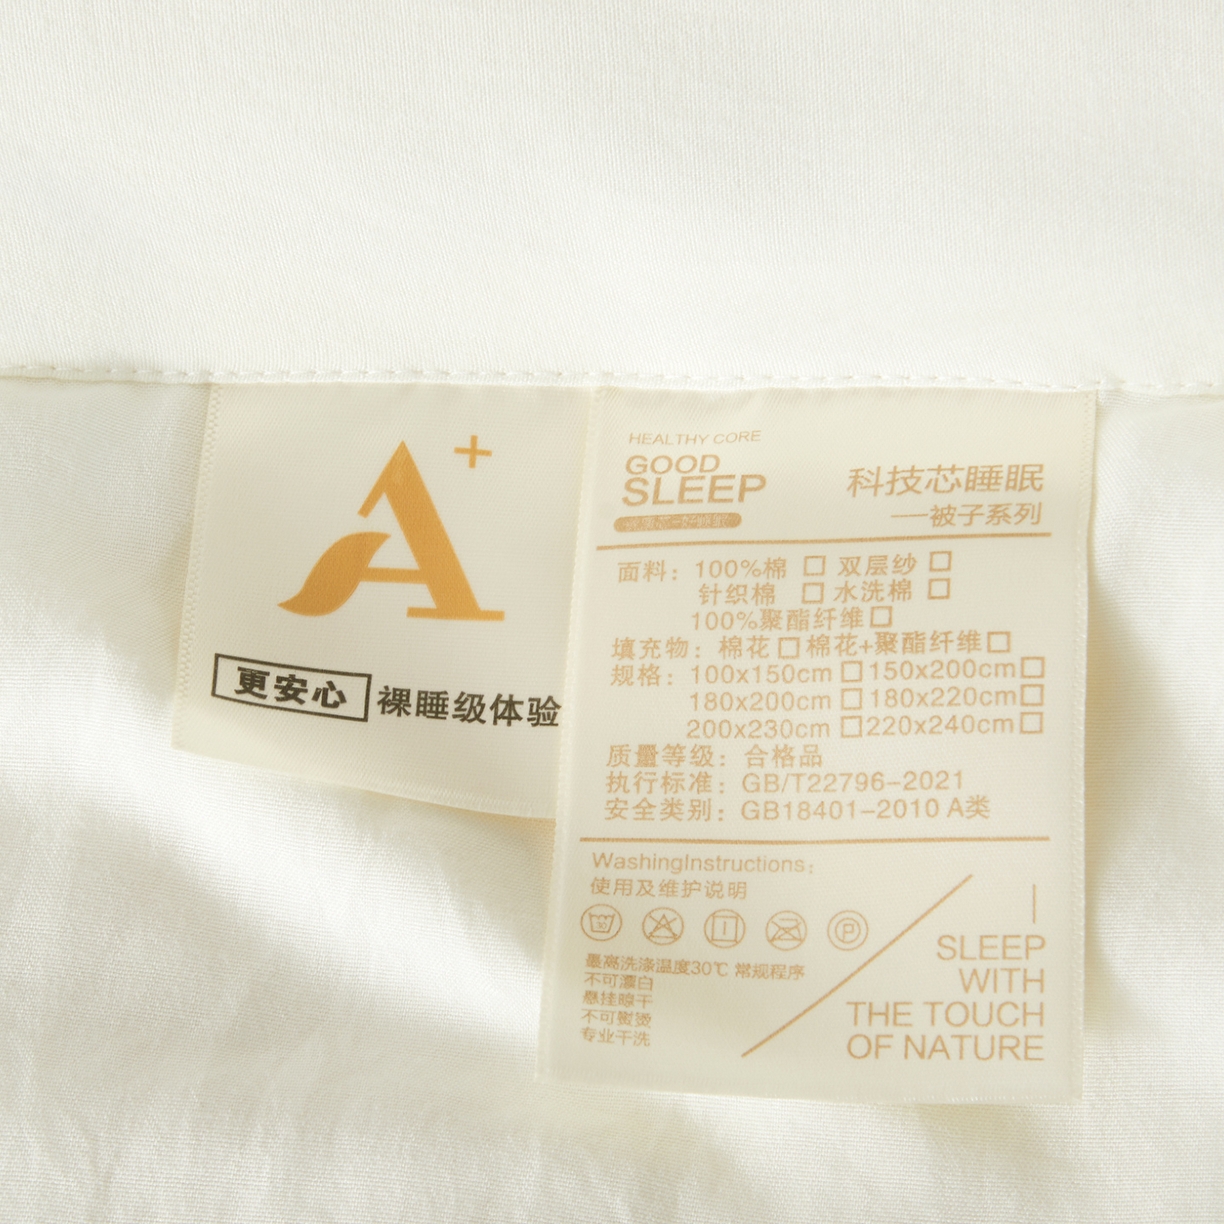 A+
更安心 裸睡级体验
HEALTHY CORE
GOOD
SLEEP
科技芯睡眠
——被子系列
面料：100%棉 □ 双层纱 □
针织棉 □ 水洗棉 □
100%聚酯纤维□
填充物：棉花□棉花+聚酯纤维□
规格：100x150cm □150x200cm□
180x200cm □180x220cm□
200x230cm □220x240cm□
质量等级：合格品
执行标准：GB/T22796-2021
安全类别：GB18401-2010 A类
WashingInstructions：
使用及维护说明
30
P
最高洗涤温度30℃ 常规程序
不可漂白
悬挂晾干
不可熨烫
专业干洗
SLEEP
WITH
THE TOUCH
OF NATURE